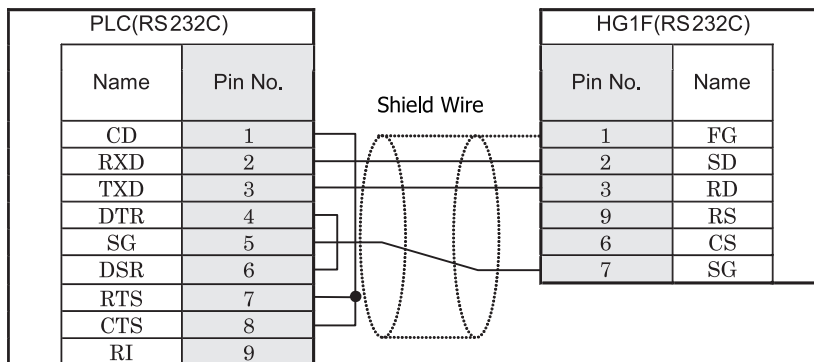 PLC(RS232C) HG1F(RS232C)
Name Pin No. Pin No. Name
Shield Wire
CD 1 1 FG
RXD 2 2 SD
TXD 3 3 RD
DTR 4 9 RS
SG 5 6 CS
DSR 6 7 SG
RTS 7
CTS 8
RI 9